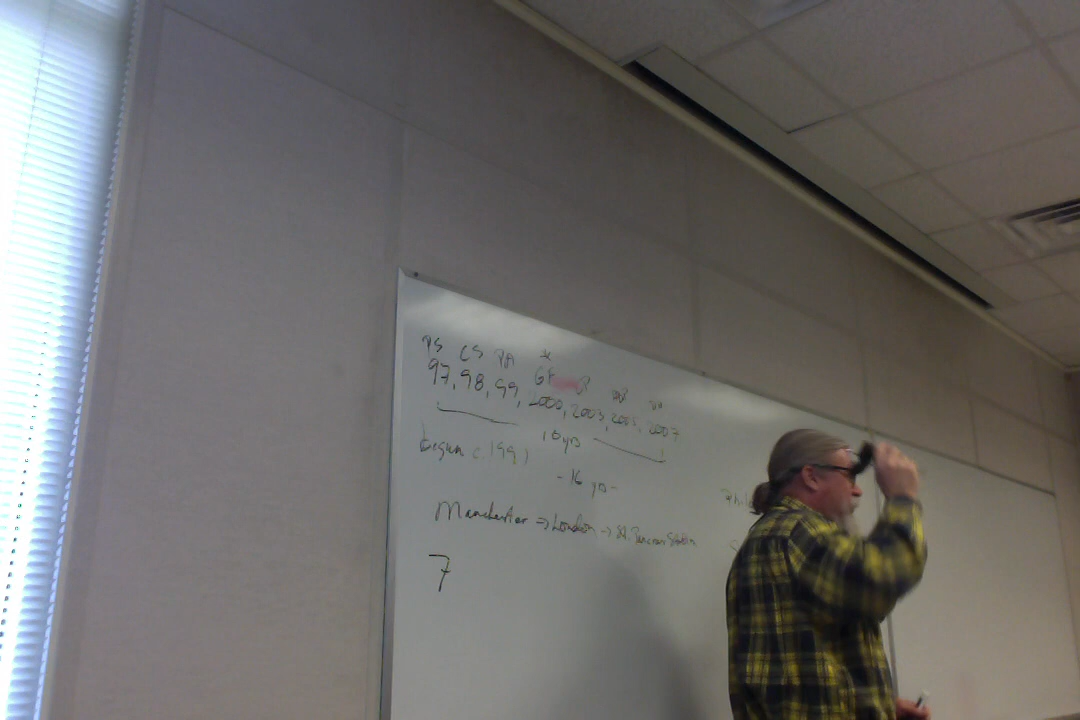 PS CS PA
97, 98, 99, 2000, 2003, 2005, 2007
10 yrs
begun c. 1991
- 16 yrs -
Manchester → London → St. Pancras Station
7